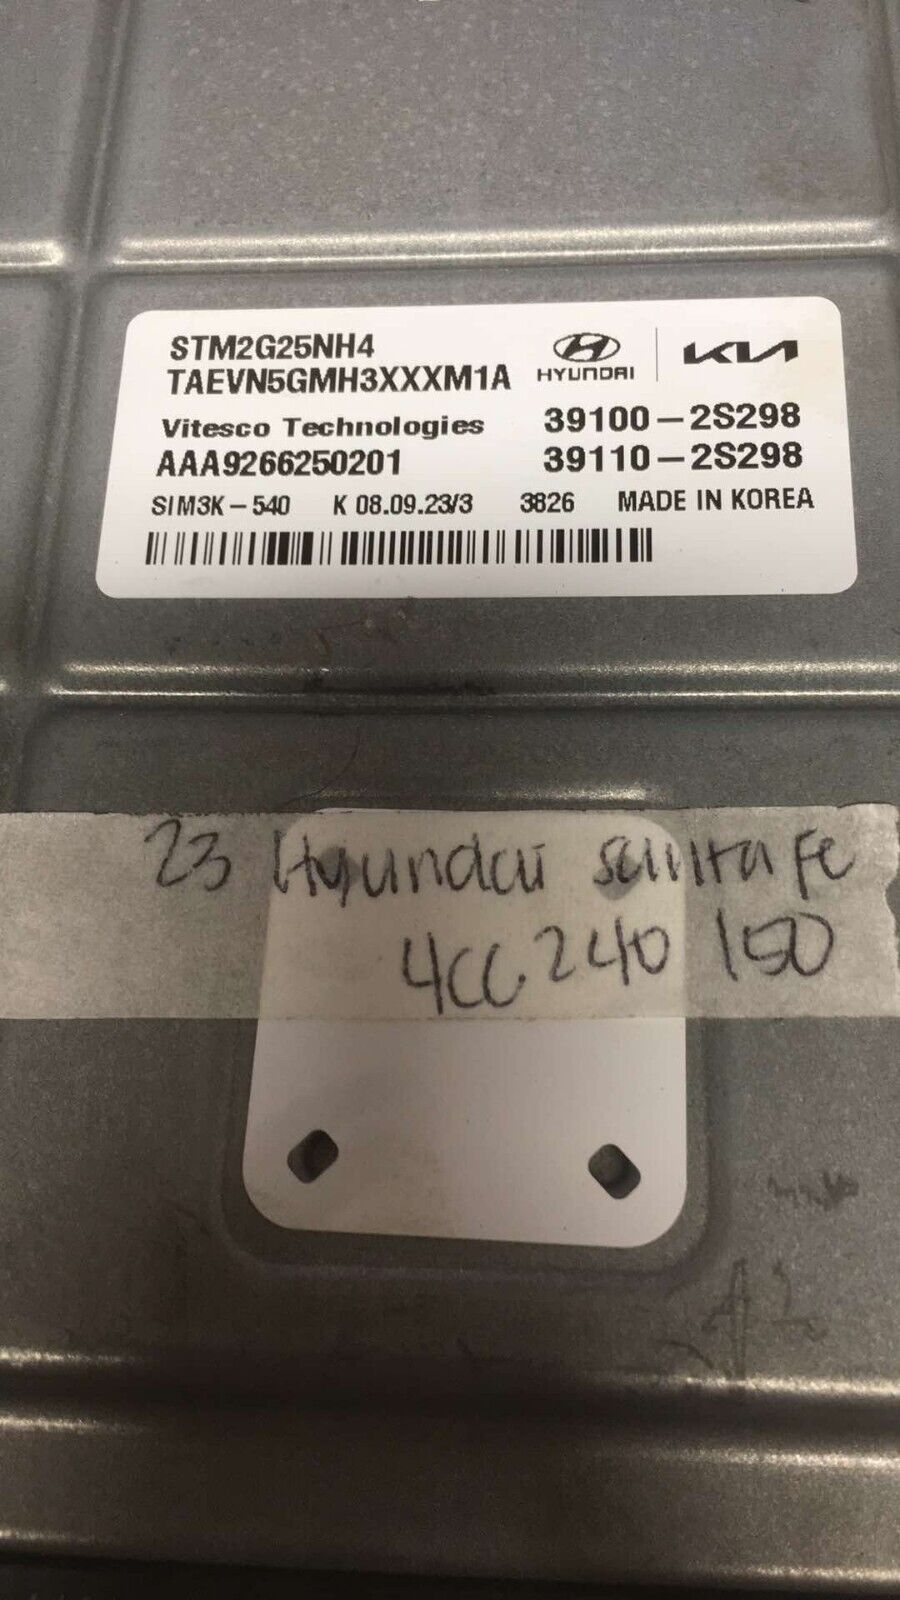 STM2G25NH4
TAEVN5GMH3XXXM1A
HYUNDAI
KIA
Vitesco Technologies
39100-2S298
AAA9266250201
39110-2S298
SIM3K-540 K 08.09.23/3 3826 MADE IN KOREA
23 Hyundai Santa Fe
4CC240 150